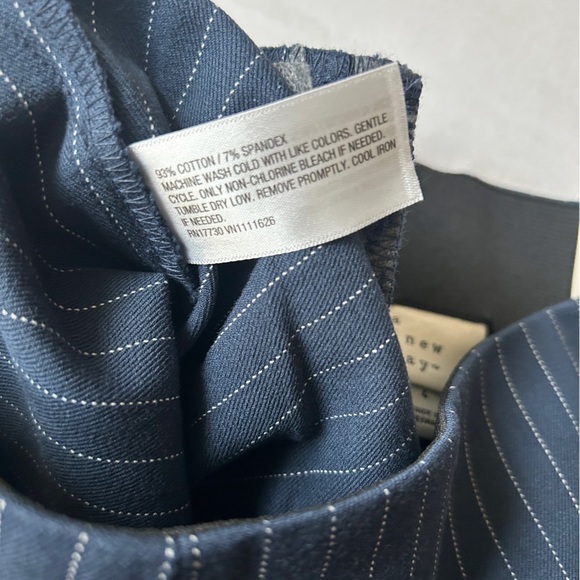 93% COTTON / 7% SPANDEX
MACHINE WASH COLD WITH LIKE COLORS. GENTLE
CYCLE. ONLY NON-CHLORINE BLEACH IF NEEDED.
TUMBLE DRY LOW. REMOVE PROMPTLY. COOL IRON
IF NEEDED.
RN17730 VN1111626
new